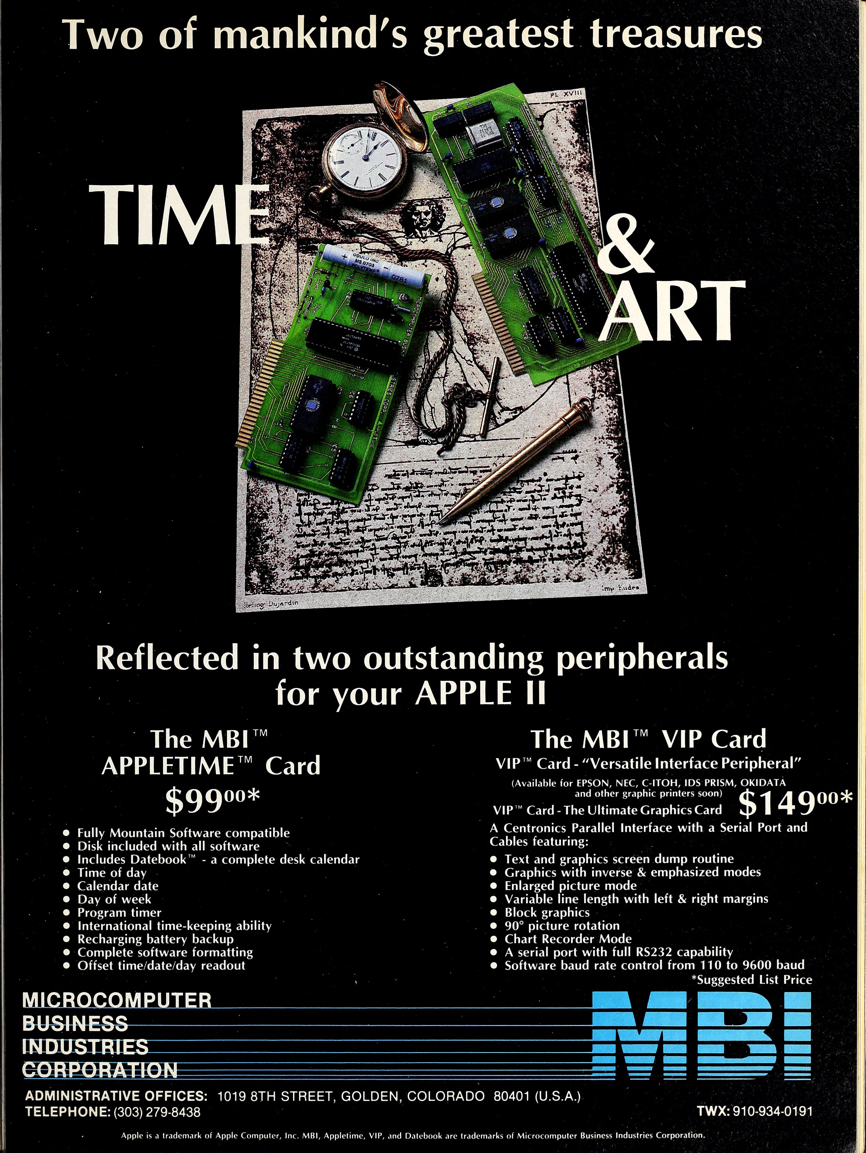 Two of mankind's greatest treasures
PL XVIII
TIME
&
ART
Reflected in two outstanding peripherals
for your APPLE II
The MBI™
APPLETIME™ Card
$99⁰⁰*
● Fully Mountain Software compatible
● Disk included with all software
● Includes Datebook™ - a complete desk calendar
● Time of day
● Calendar date
● Day of week
● Program timer
● International time-keeping ability
● Recharging battery backup
● Complete software formatting
● Offset time/date/day readout
The MBI™ VIP Card
VIP™ Card - "Versatile Interface Peripheral"
(Available for EPSON, NEC, C-ITOH, IDS PRISM, OKIDATA
and other graphic printers soon)
VIP™ Card - The Ultimate Graphics Card $149⁰⁰*
A Centronics Parallel Interface with a Serial Port and
Cables featuring:
● Text and graphics screen dump routine
● Graphics with inverse & emphasized modes
● Enlarged picture mode
● Variable line length with left & right margins
● Block graphics
● 90° picture rotation
● Chart Recorder Mode
● A serial port with full RS232 capability
● Software baud rate control from 110 to 9600 baud
*Suggested List Price
MICROCOMPUTER
BUSINESS
INDUSTRIES
CORPORATION
MBI
ADMINISTRATIVE OFFICES: 1019 8TH STREET, GOLDEN, COLORADO 80401 (U.S.A.)
TELEPHONE: (303) 279-8438
TWX: 910-934-0191
Apple is a trademark of Apple Computer, Inc. MBI, Appletime, VIP, and Datebook are trademarks of Microcomputer Business Industries Corporation.